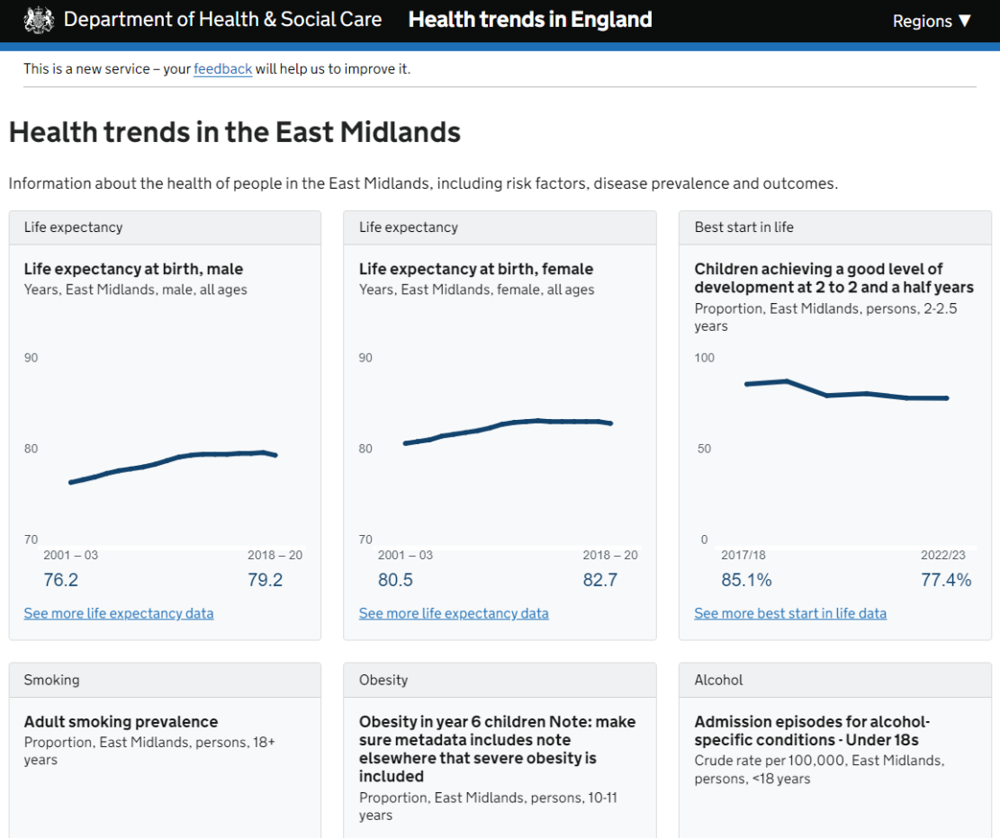 Department of Health & Social Care Health trends in England Regions ▼
This is a new service – your feedback will help us to improve it.
Health trends in the East Midlands
Information about the health of people in the East Midlands, including risk factors, disease prevalence and outcomes.
Life expectancy
Life expectancy at birth, male
Years, East Midlands, male, all ages
90
80
70
2001 – 03 2018 – 20
76.2 79.2
See more life expectancy data
Life expectancy
Life expectancy at birth, female
Years, East Midlands, female, all ages
90
80
70
2001 – 03 2018 – 20
80.5 82.7
See more life expectancy data
Best start in life
Children achieving a good level of
development at 2 to 2 and a half years
Proportion, East Midlands, persons, 2-2.5
years
100
50
0
2017/18 2022/23
85.1% 77.4%
See more best start in life data
Smoking
Adult smoking prevalence
Proportion, East Midlands, persons, 18+
years
Obesity
Obesity in year 6 children Note: make
sure metadata includes note
elsewhere that severe obesity is
included
Proportion, East Midlands, persons, 10-11
years
Alcohol
Admission episodes for alcohol-
specific conditions - Under 18s
Crude rate per 100,000, East Midlands,
persons, <18 years